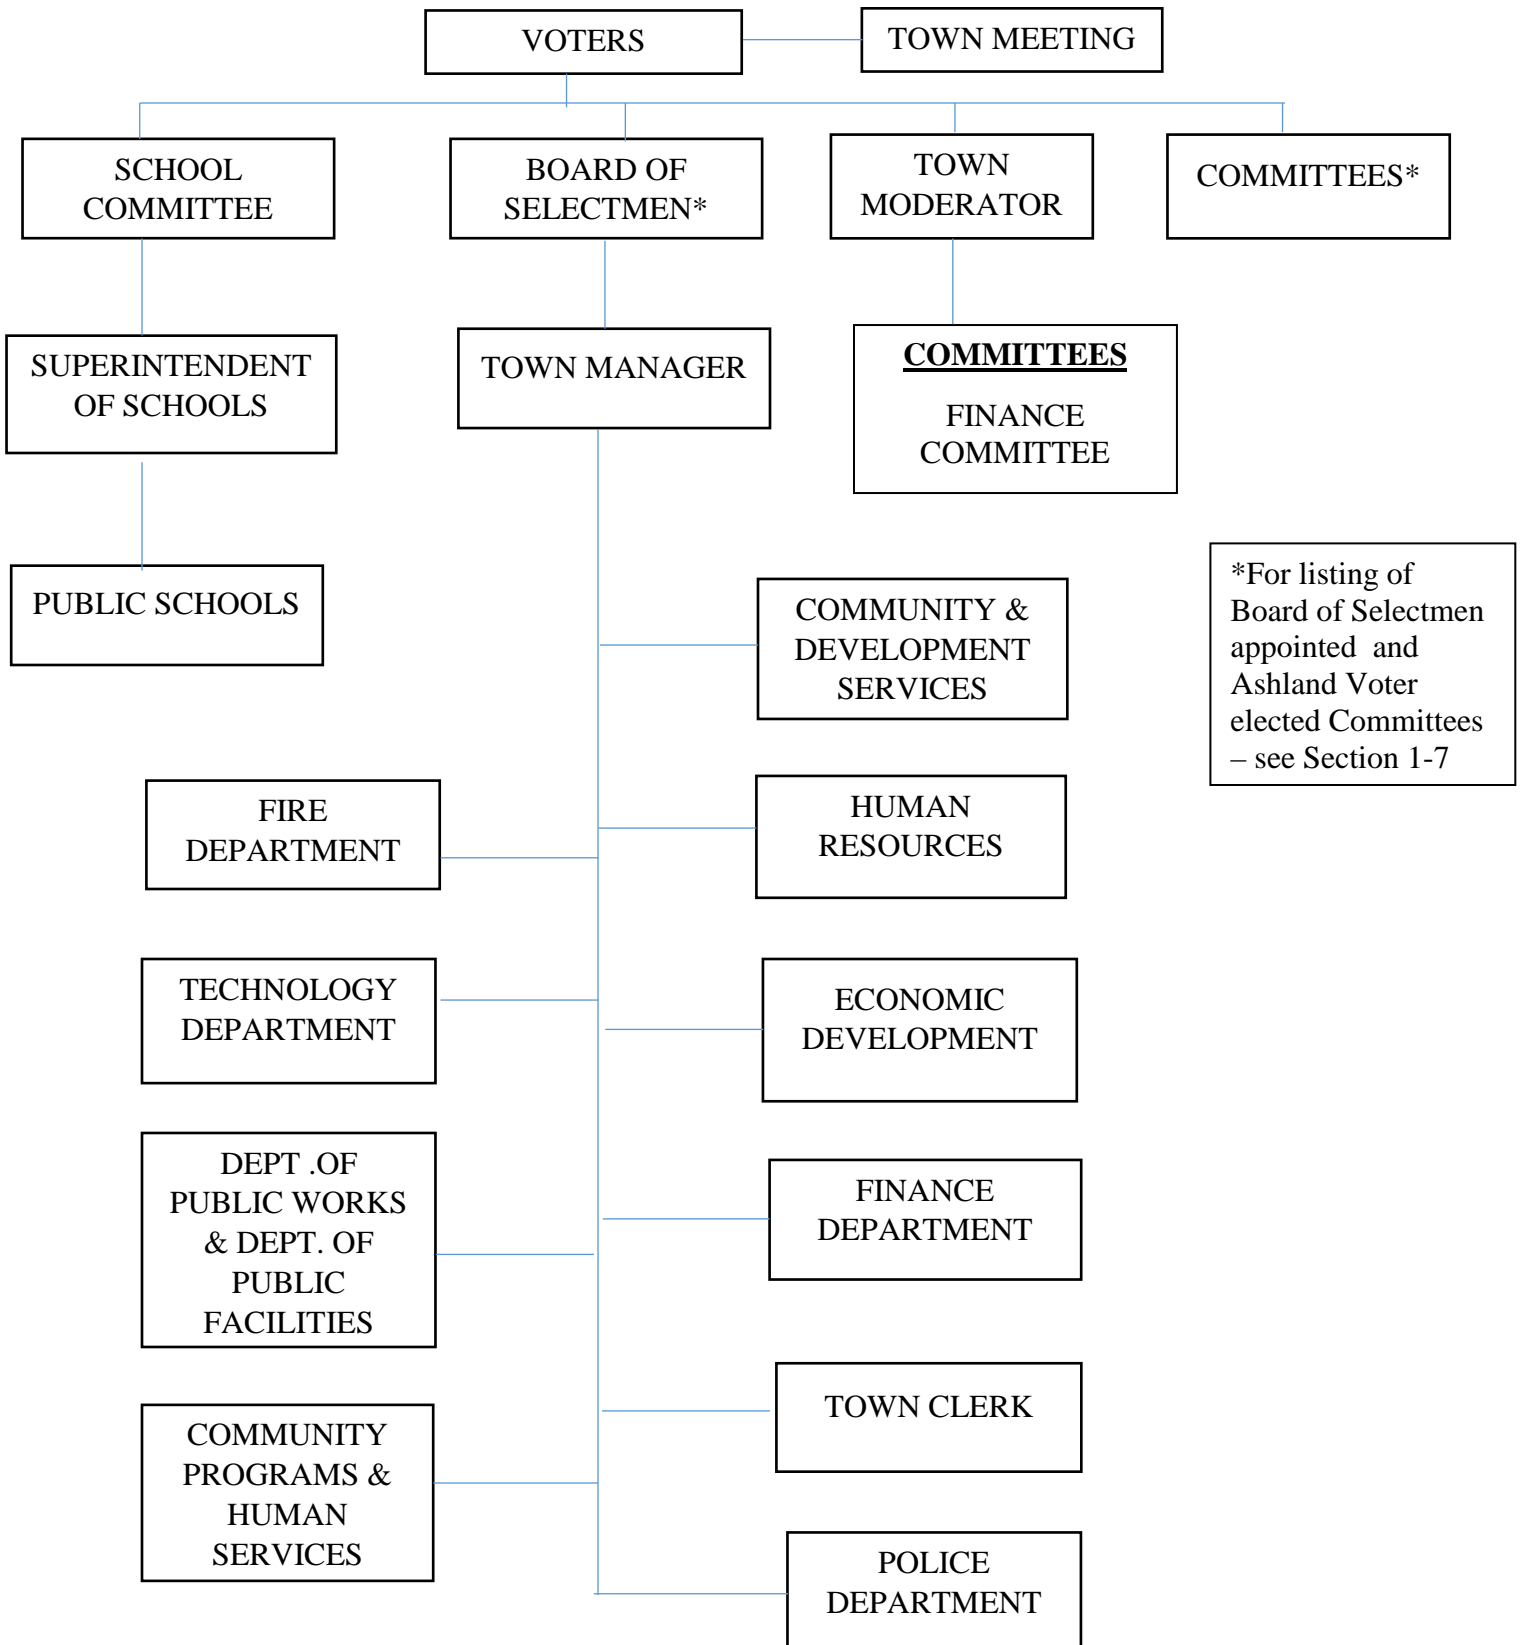 VOTERS
TOWN MEETING
SCHOOL
COMMITTEE
BOARD OF
SELECTMEN*
TOWN
MODERATOR
COMMITTEES*
SUPERINTENDENT
OF SCHOOLS
TOWN MANAGER
COMMITTEES
FINANCE
COMMITTEE
PUBLIC SCHOOLS
*For listing of
Board of Selectmen
appointed  and
Ashland Voter
elected Committees
– see Section 1-7
COMMUNITY &
DEVELOPMENT
SERVICES
FIRE
DEPARTMENT
HUMAN
RESOURCES
TECHNOLOGY
DEPARTMENT
ECONOMIC
DEVELOPMENT
DEPT .OF
PUBLIC WORKS
& DEPT. OF
PUBLIC
FACILITIES
FINANCE
DEPARTMENT
COMMUNITY
PROGRAMS &
HUMAN
SERVICES
TOWN CLERK
POLICE
DEPARTMENT